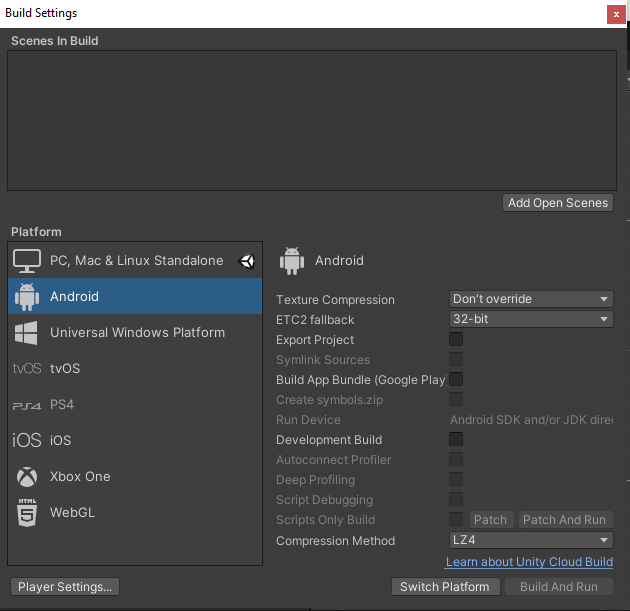 Build Settings
x
Scenes In Build
Add Open Scenes
Platform
PC, Mac & Linux Standalone
Android
Universal Windows Platform
tvOS tvOS
PS4 PS4
iOS iOS
Xbox One
HTML 5 WebGL
Android
Texture Compression Don't override
ETC2 fallback 32-bit
Export Project
Symlink Sources
Build App Bundle (Google Play)
Create symbols.zip
Run Device Android SDK and/or JDK direc
Development Build
Autoconnect Profiler
Deep Profiling
Script Debugging
Scripts Only Build Patch Patch And Run
Compression Method LZ4
Learn about Unity Cloud Build
Player Settings... Switch Platform Build And Run